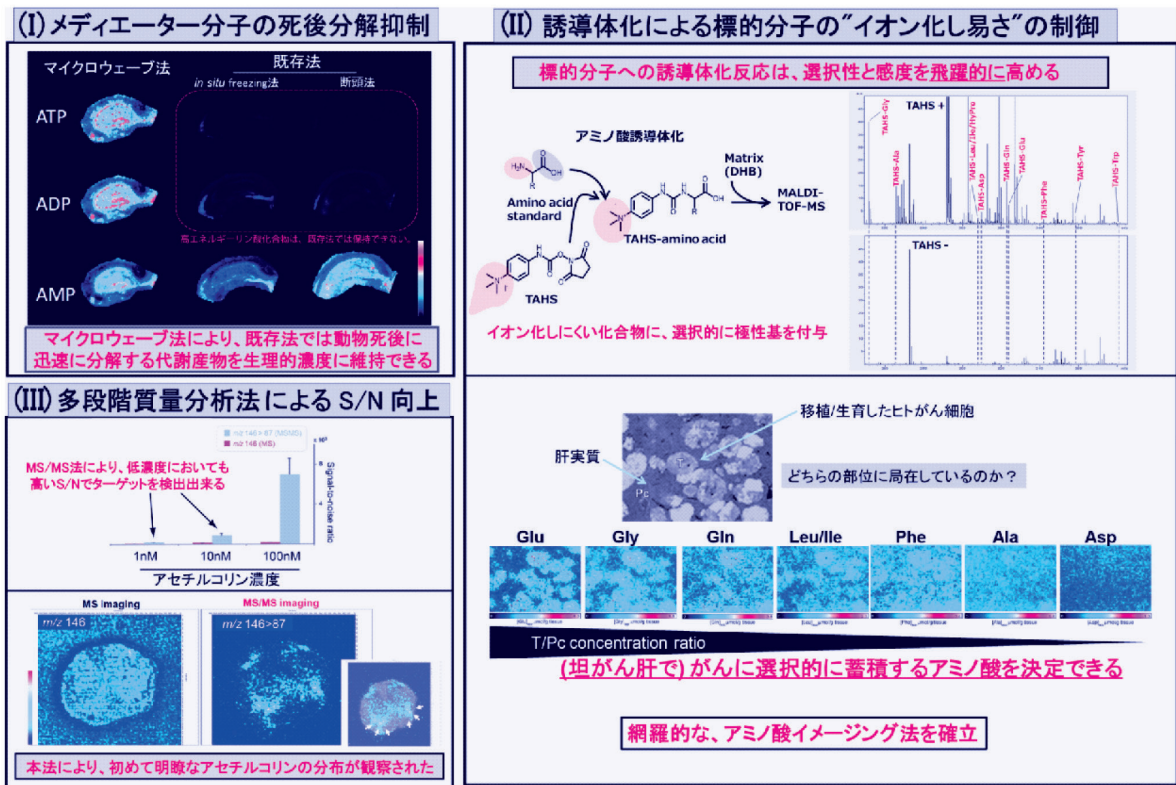 (I)メディエーター分子の死後分解抑制
マイクロウェーブ法
既存法
in situ freezing法
断頭法
ATP
ADP
高エネルギーリン酸化合物は、既存法では保持できない。
AMP
マイクロウェーブ法により、既存法では動物死後に
迅速に分解する代謝産物を生理的濃度に維持できる
(II) 誘導体化による標的分子の"イオン化し易さ"の制御
標的分子への誘導体化反応は、選択性と感度を飛躍的に高める
アミノ酸誘導体化
H₂N
O
OH
R
Amino acid
standard
TAHS
TAHS-amino acid
Matrix
(DHB)
MALDI-
TOF-MS
イオン化しにくい化合物に、選択的に極性基を付与
TAHS +
TAHS-Gly
TAHS-Ala
TAHS-Leu/Ile/HyPro
TAHS-Asp
TAHS-Gln
TAHS-Glu
TAHS-Phe
TAHS-Tyr
TAHS-Trp
TAHS -
移植/生育したヒトがん細胞
肝実質
T
Pc
どちらの部位に局在しているのか？
Glu
Gly
Gln
Leu/Ile
Phe
Ala
Asp
T/Pc concentration ratio
(坦がん肝で) がんに選択的に蓄積するアミノ酸を決定できる
網羅的な、アミノ酸イメージング法を確立
(III) 多段階質量分析法による S/N 向上
m/z 146 > 87 (MS/MS)
m/z 146 (MS)
MS/MS法により、低濃度においても
高いS/Nでターゲットを検出出来る
Signal-to-noise ratio
8
4
1nM
10nM
100nM
アセチルコリン濃度
MS imaging
m/z 146
MS/MS imaging
m/z 146>87
本法により、初めて明瞭なアセチルコリンの分布が観察された